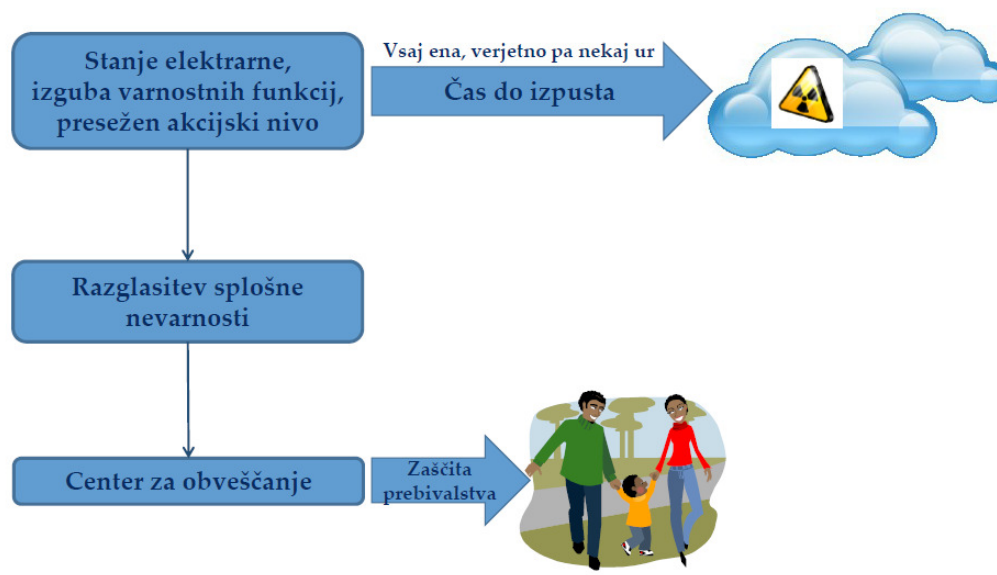 Stanje elektrarne,
izguba varnostnih funkcij,
presežen akcijski nivo
Vsaj ena, verjetno pa nekaj ur
Čas do izpusta
Razglasitev splošne
nevarnosti
Center za obveščanje
Zaščita
prebivalstva